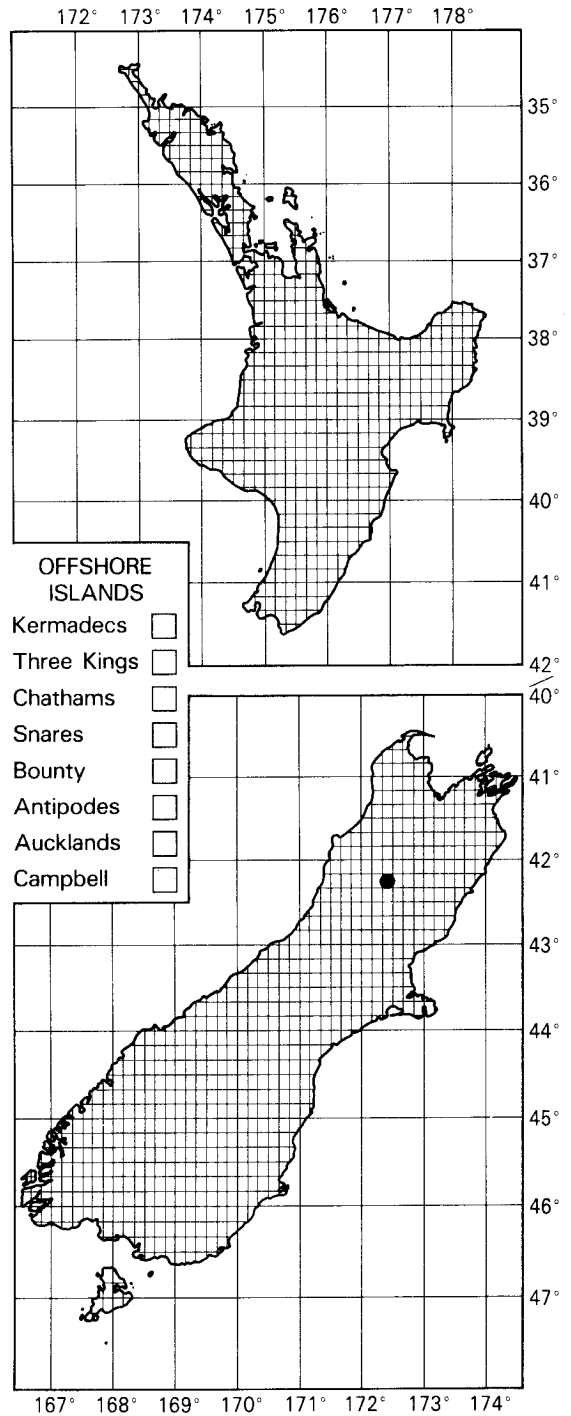 172° 173° 174° 175° 176° 177° 178°
35°
36°
37°
38°
39°
40°
41°
42°
OFFSHORE
ISLANDS
Kermadecs
Three Kings
Chathams
Snares
Bounty
Antipodes
Aucklands
Campbell
40°
41°
42°
43°
44°
45°
46°
47°
167° 168° 169° 170° 171° 172° 173° 174°